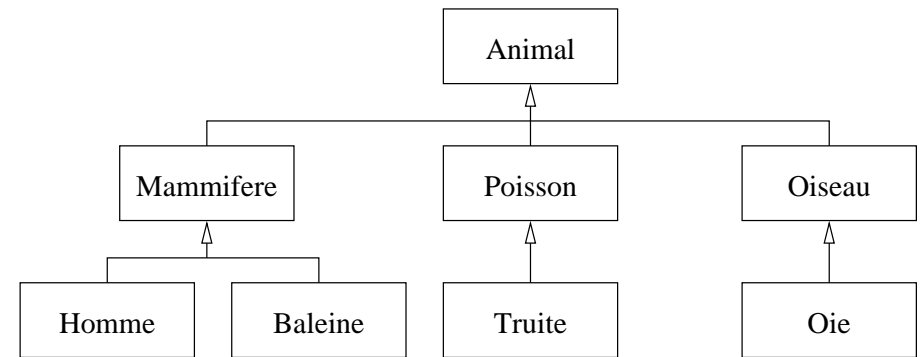 Animal
Mammifere
Poisson
Oiseau
Homme
Baleine
Truite
Oie